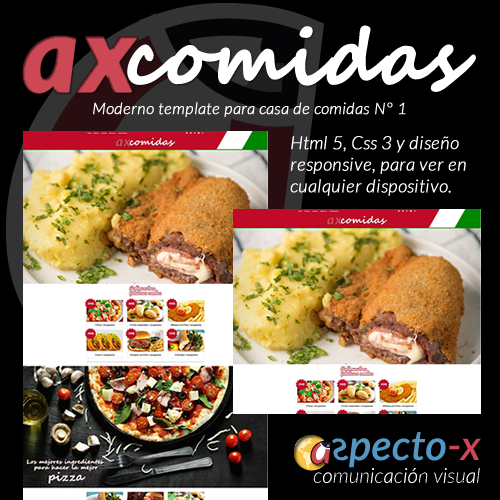 axcomidas
Moderno template para casa de comidas N° 1
Html 5, Css 3 y diseño
responsive, para ver en
cualquier dispositivo.
axcomidas
axcomidas
Los mejores ingredientes
para hacer la mejor
pizza
aspecto-x
comunicación visual